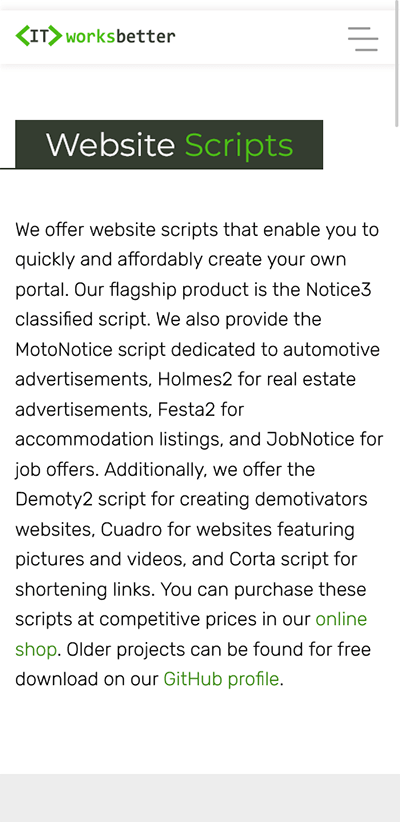 <IT> worksbetter
Website Scripts
We offer website scripts that enable you to
quickly and affordably create your own
portal. Our flagship product is the Notice3
classified script. We also provide the
MotoNotice script dedicated to automotive
advertisements, Holmes2 for real estate
advertisements, Festa2 for
accommodation listings, and JobNotice for
job offers. Additionally, we offer the
Demoty2 script for creating demotivators
websites, Cuadro for websites featuring
pictures and videos, and Corta script for
shortening links. You can purchase these
scripts at competitive prices in our online
shop. Older projects can be found for free
download on our GitHub profile.